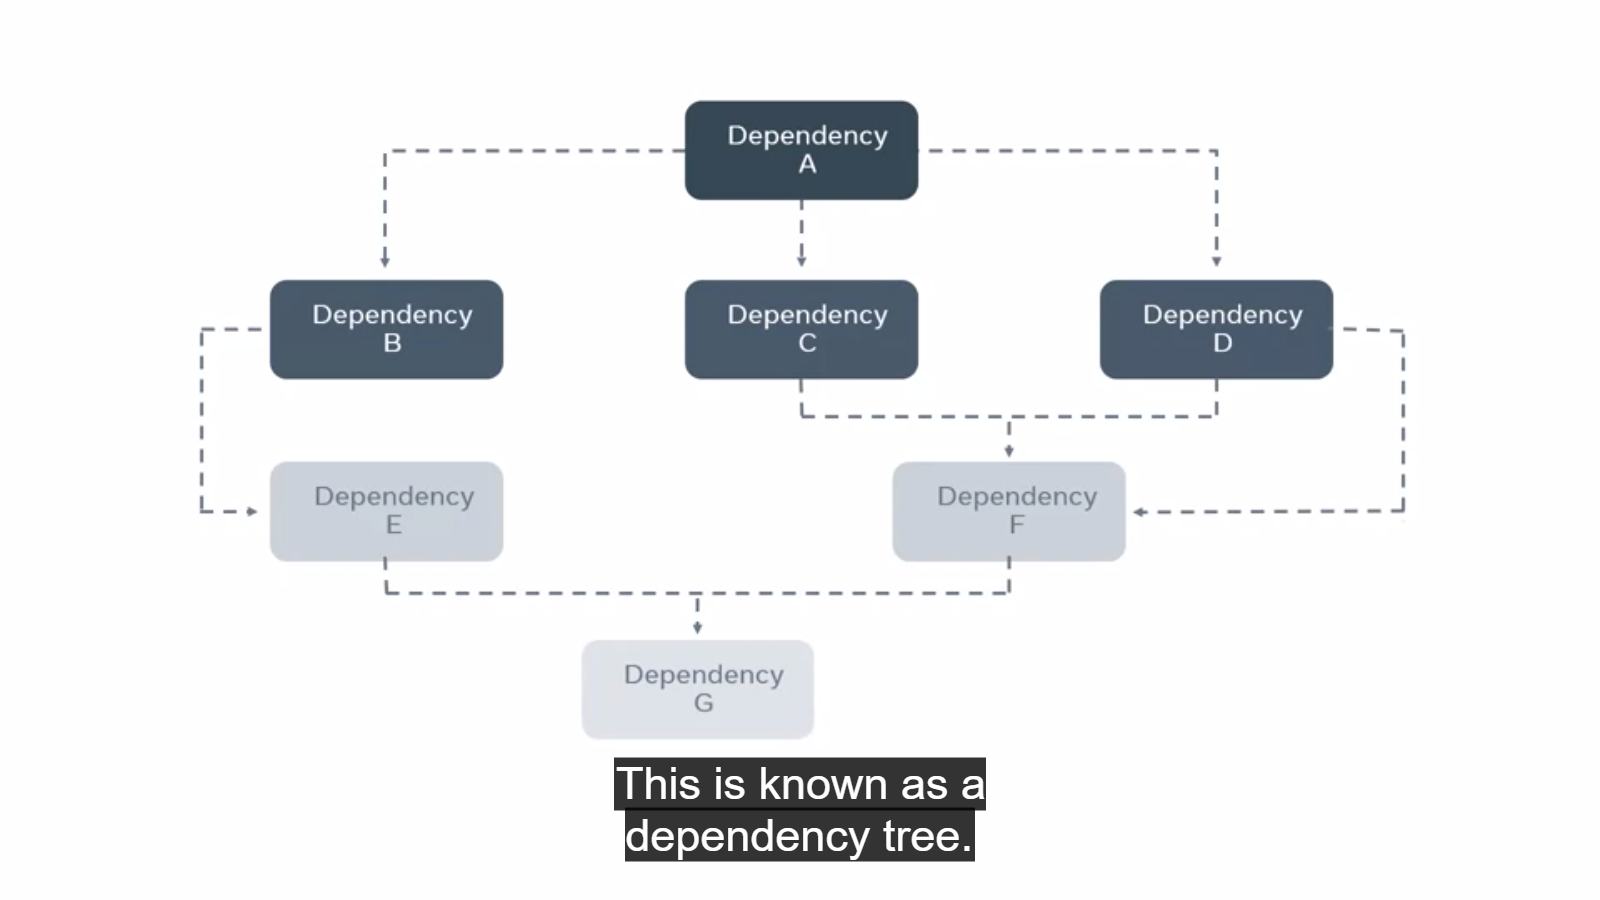 Dependency
A
Dependency
B
Dependency
C
Dependency
D
Dependency
E
Dependency
F
Dependency
G
This is known as a
dependency tree.